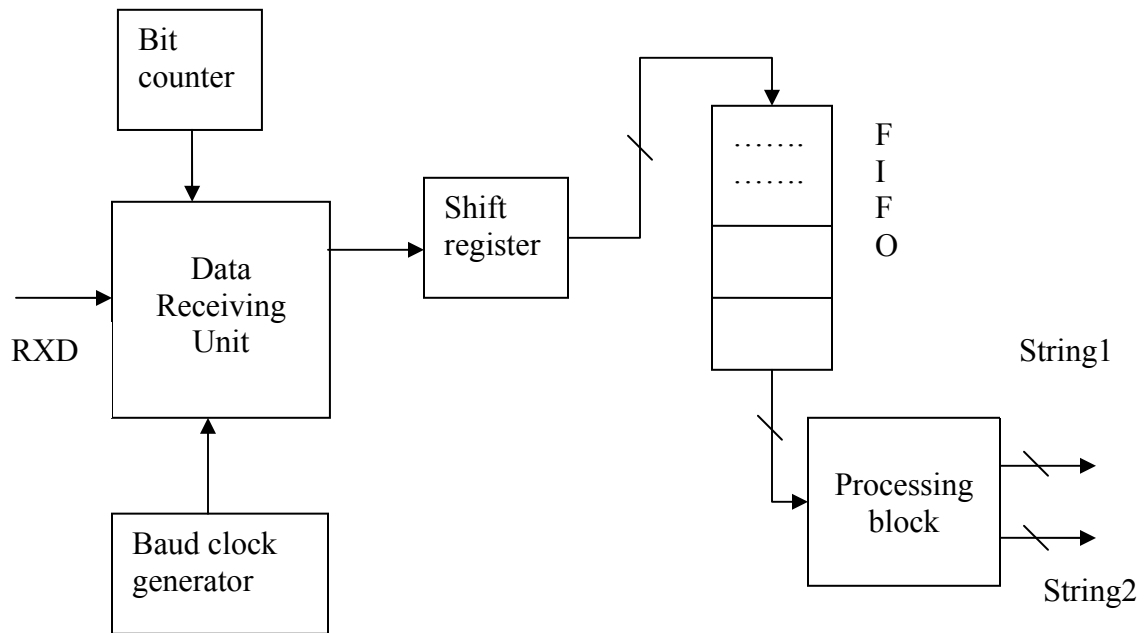 Bit
counter
F
I
F
O
.......
.......
Shift
register
Data
Receiving
Unit
RXD
String1
Processing
block
Baud clock
generator
String2